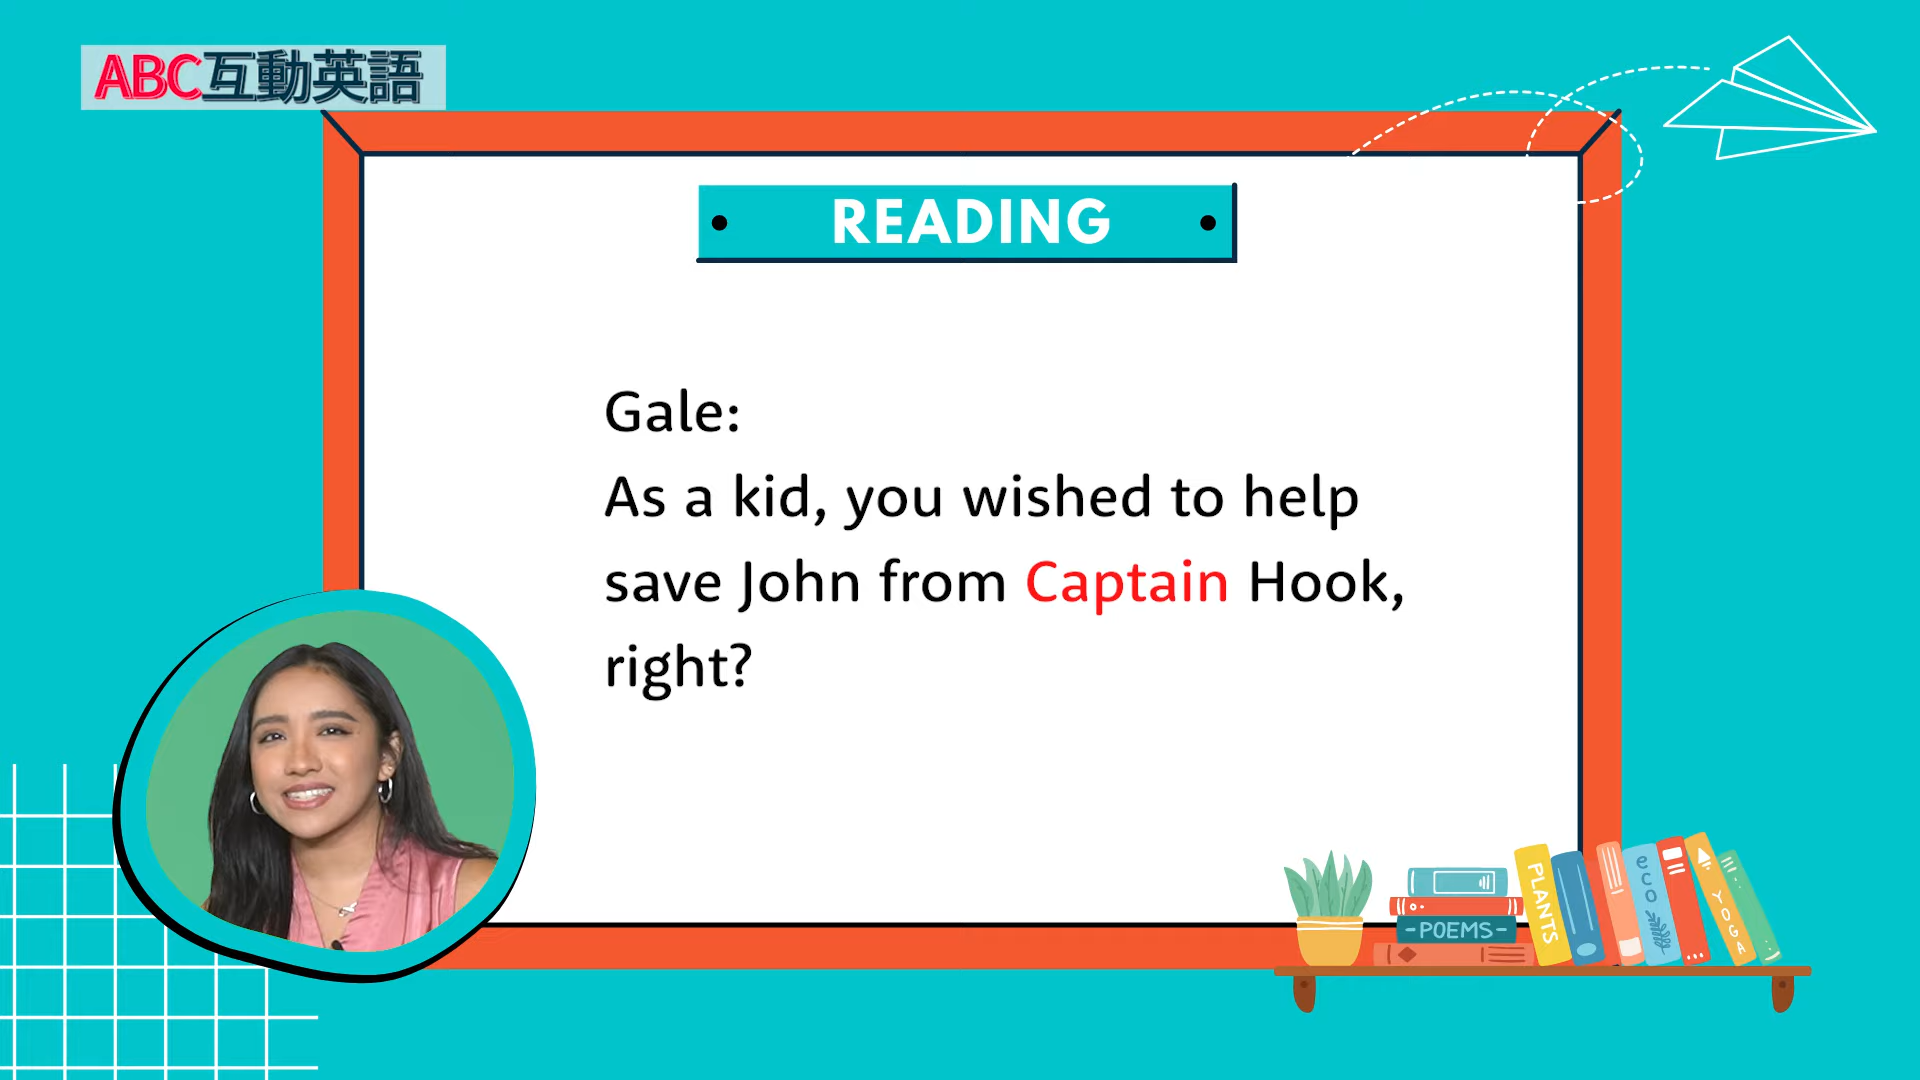 ABC互動英語
READING
Gale:
As a kid, you wished to help
save John from Captain Hook,
right?
POEMS
PLANTS
eco
YOGA